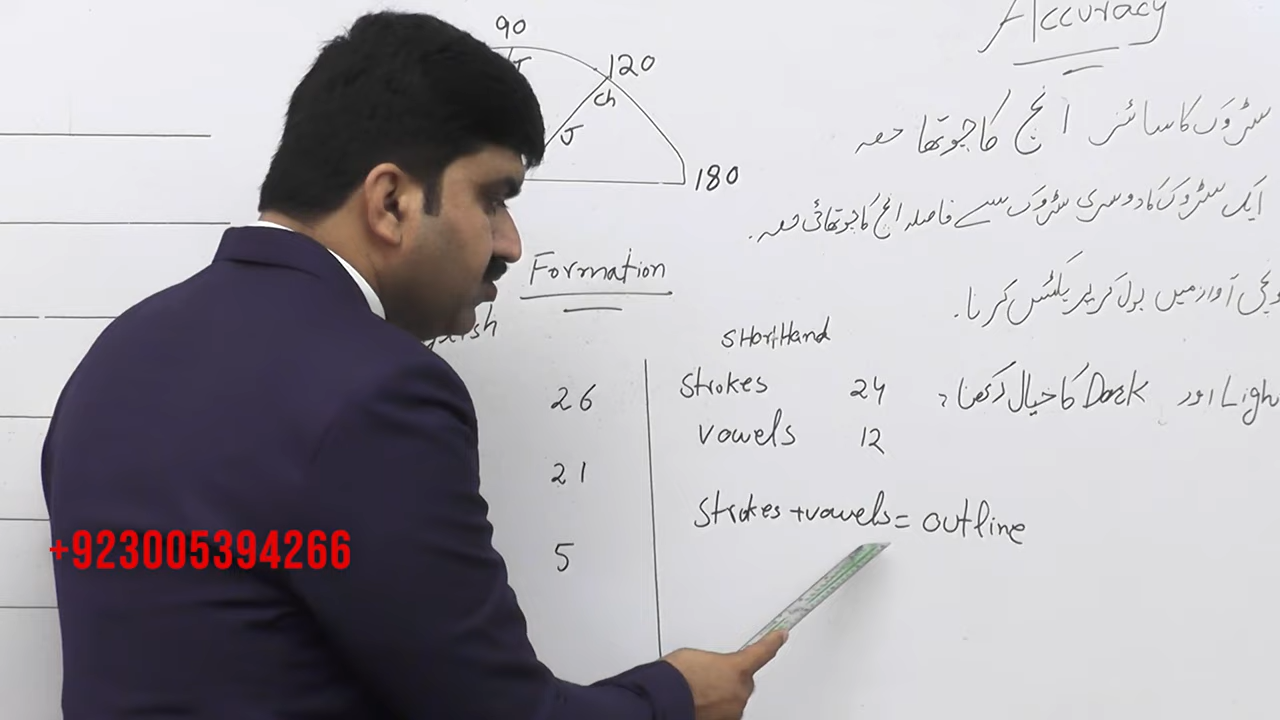 Accuracy
90
T
120
ch
J
180
سٹروک کا سائز انچ کا چوتھا حصہ
ایک سٹروک کا دوسری سٹروک سے فاصلہ انچ کا چوتھائی حصہ۔
آواز میں بول کر پریکٹس کرنا۔
Light اور Dark کا خیال رکھنا۔
Formation
ShortHand
26
Strokes 24
vowels 12
21
Strokes + vowels = outline
5
+923005394266